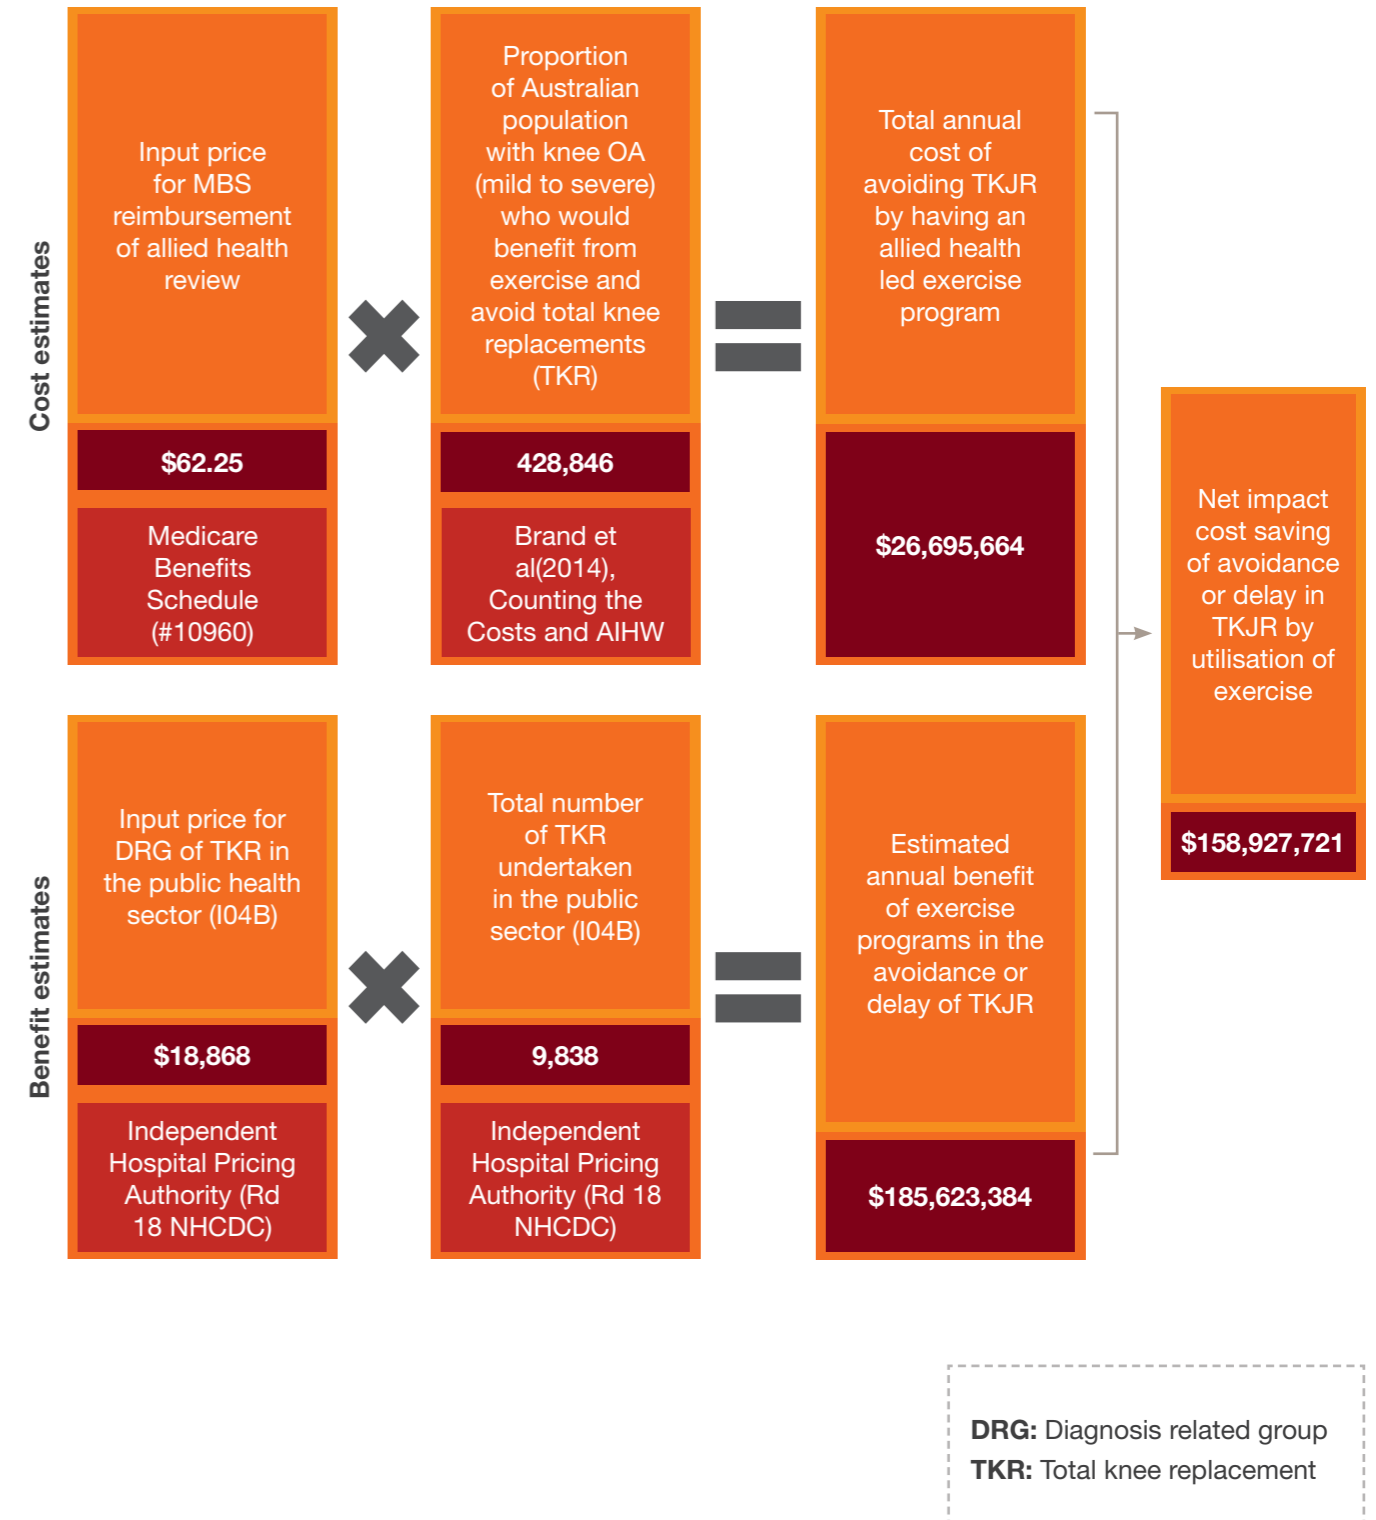 Cost estimates
Input price
for MBS
reimbursement
of allied health
review
$62.25
Medicare
Benefits
Schedule
(#10960)
Proportion
of Australian
population
with knee OA
(mild to severe)
who would
benefit from
exercise and
avoid total knee
replacements
(TKR)
428,846
Brand et
al(2014),
Counting the
Costs and AIHW
Total annual
cost of
avoiding TKJR
by having an
allied health
led exercise
program
$26,695,664
Benefit estimates
Input price for
DRG of TKR in
the public health
sector (I04B)
$18,868
Independent
Hospital Pricing
Authority (Rd
18 NHCDC)
Total number
of TKR
undertaken
in the public
sector (I04B)
9,838
Independent
Hospital Pricing
Authority (Rd 18
NHCDC)
Estimated
annual benefit
of exercise
programs in the
avoidance or
delay of TKJR
$185,623,384
Net impact
cost saving
of avoidance
or delay in
TKJR by
utilisation of
exercise
$158,927,721
DRG: Diagnosis related group
TKR: Total knee replacement